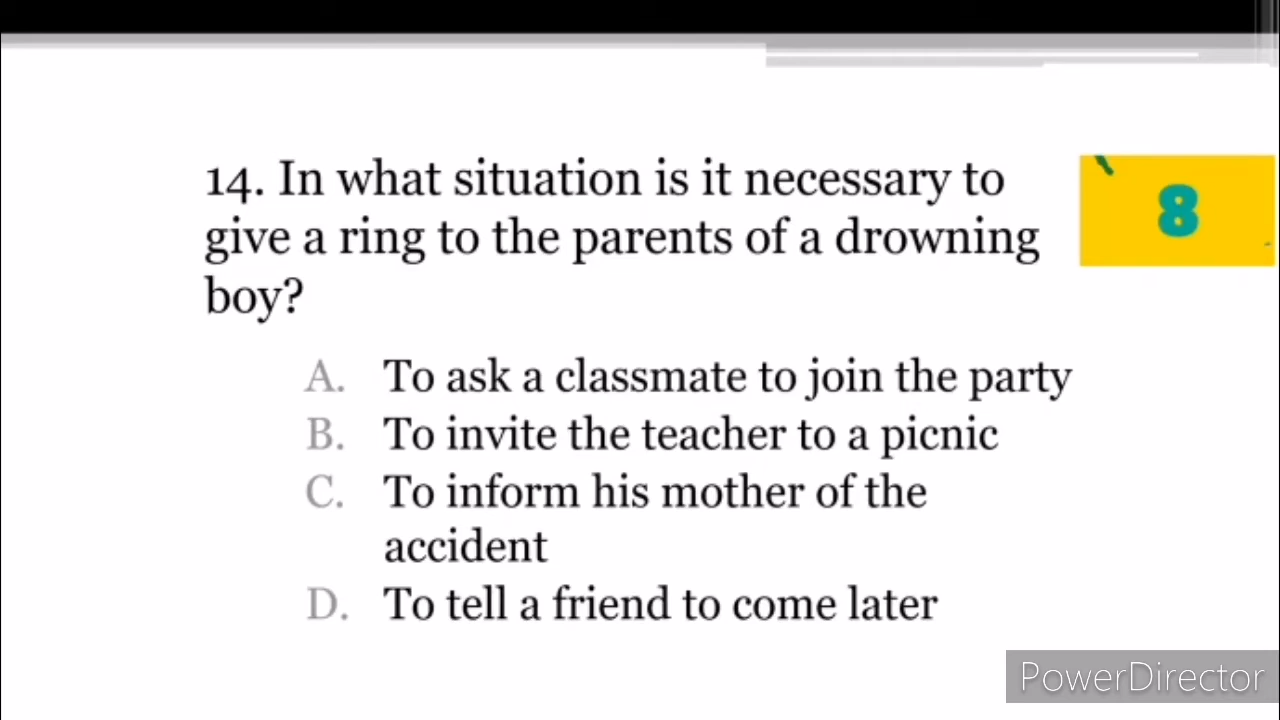 14. In what situation is it necessary to
give a ring to the parents of a drowning
boy?
8
A. To ask a classmate to join the party
B. To invite the teacher to a picnic
C. To inform his mother of the
accident
D. To tell a friend to come later
PowerDirector